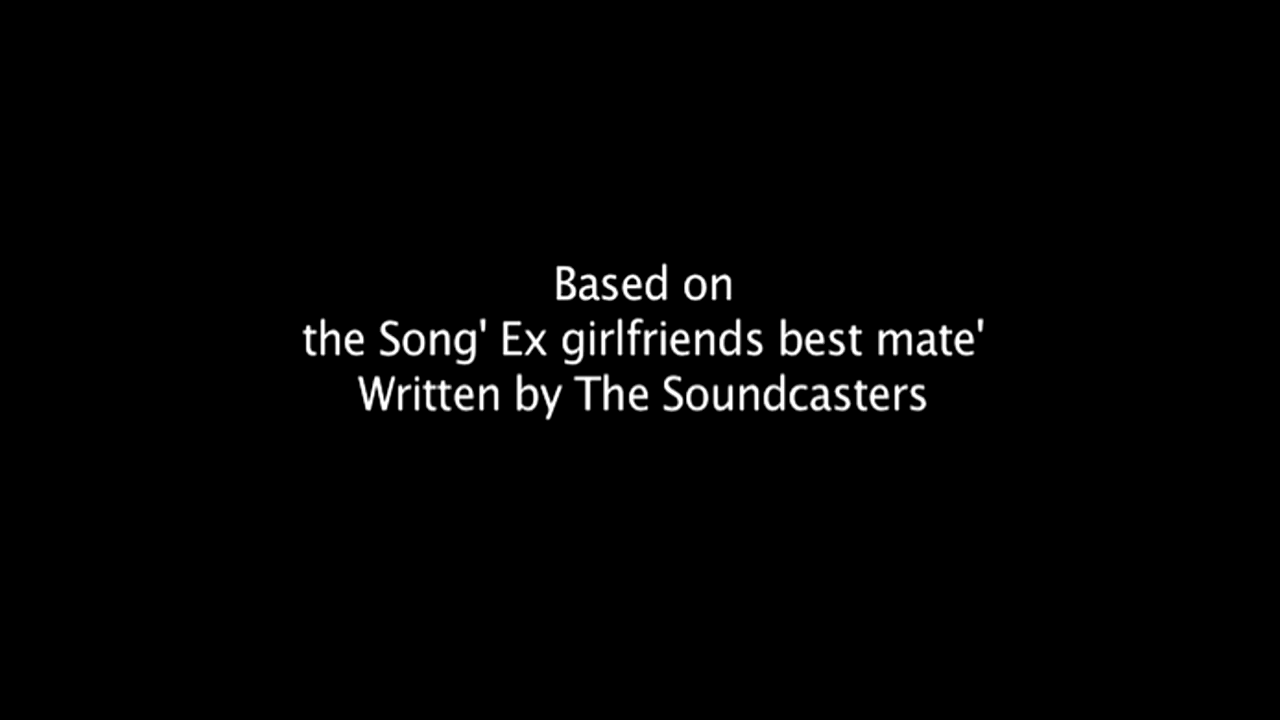 Based on
the Song' Ex girlfriends best mate'
Written by The Soundcasters